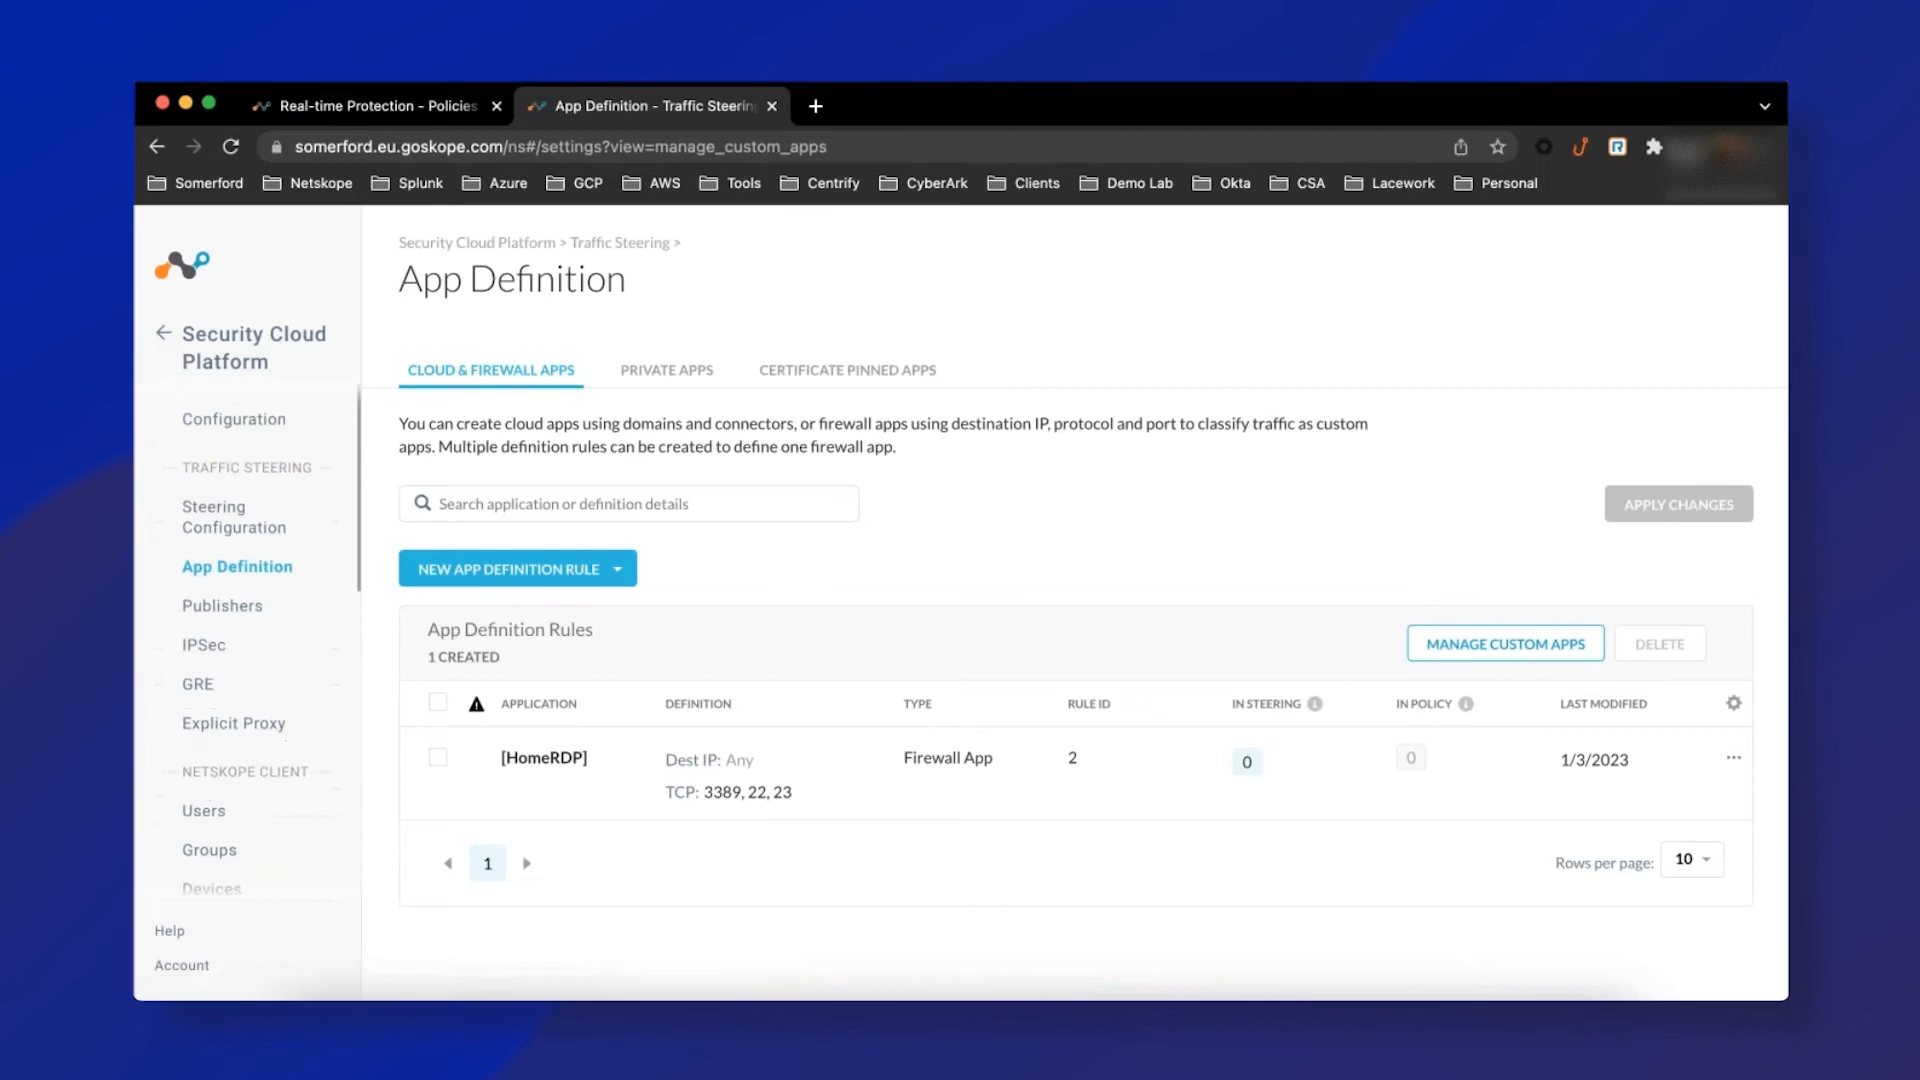 Real-time Protection - Policies
App Definition - Traffic Steerin
somerford.eu.goskope.com/ns#/settings?view=manage_custom_apps
Somerford
Netskope
Splunk
Azure
GCP
AWS
Tools
Centrify
CyberArk
Clients
Demo Lab
Okta
CSA
Lacework
Personal
Security Cloud
Platform
Configuration
TRAFFIC STEERING
Steering
Configuration
App Definition
Publishers
IPSec
GRE
Explicit Proxy
NETSKOPE CLIENT
Users
Groups
Devices
Help
Account
Security Cloud Platform > Traffic Steering >
App Definition
CLOUD & FIREWALL APPS
PRIVATE APPS
CERTIFICATE PINNED APPS
You can create cloud apps using domains and connectors, or firewall apps using destination IP, protocol and port to classify traffic as custom
apps. Multiple definition rules can be created to define one firewall app.
Search application or definition details
APPLY CHANGES
NEW APP DEFINITION RULE
App Definition Rules
1 CREATED
MANAGE CUSTOM APPS
DELETE
APPLICATION
DEFINITION
TYPE
RULE ID
IN STEERING
IN POLICY
LAST MODIFIED
[HomeRDP]
Dest IP: Any
TCP: 3389, 22, 23
Firewall App
2
0
0
1/3/2023
1
Rows per page: 10